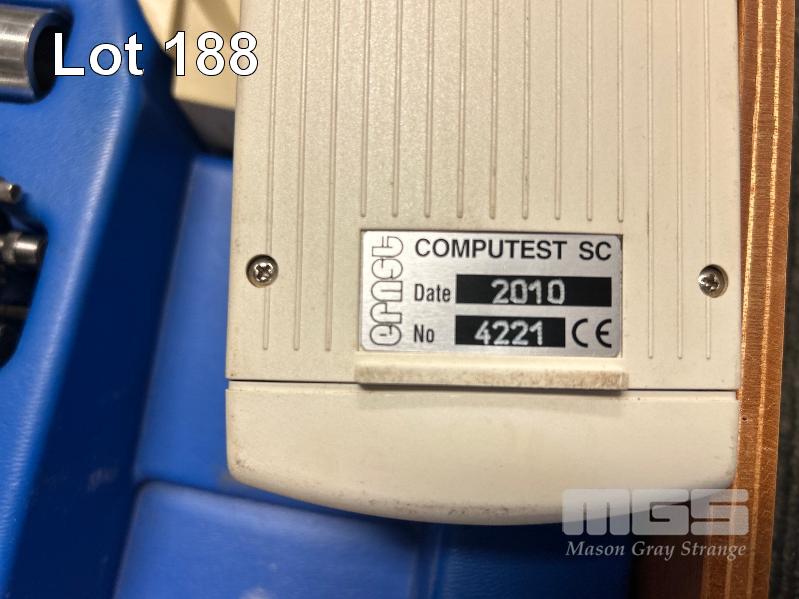 Lot 188
ernst
COMPUTEST SC
Date 2010
No 4221 CE
MGS
Mason Gray Strange